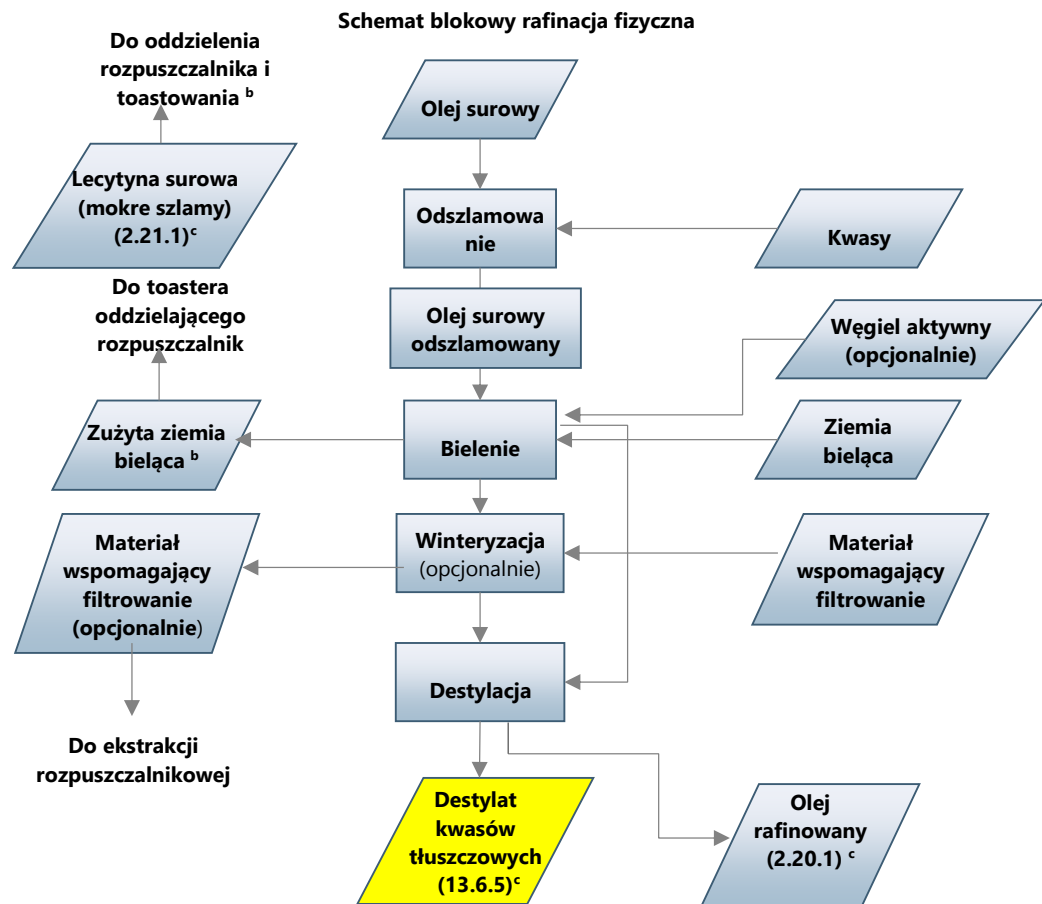 Schemat blokowy rafinacja fizyczna
Do oddzielenia
rozpuszczalnika i
toastowania b
Olej surowy
Lecytyna surowa
(mokre szlamy)
(2.21.1)c
Odszlamowa
nie
Kwasy
Do toastera
oddzielającego
rozpuszczalnik
Olej surowy
odszlamowany
Węgiel aktywny
(opcjonalnie)
Zużyta ziemia
bieląca b
Bielenie
Ziemia
bieląca
Materiał
wspomagający
filtrowanie
(opcjonalnie)
Winteryzacja
(opcjonalnie)
Materiał
wspomagający
filtrowanie
Destylacja
Do ekstrakcji
rozpuszczalnikowej
Destylat
kwasów
tłuszczowych
(13.6.5)c
Olej
rafinowany
(2.20.1) c